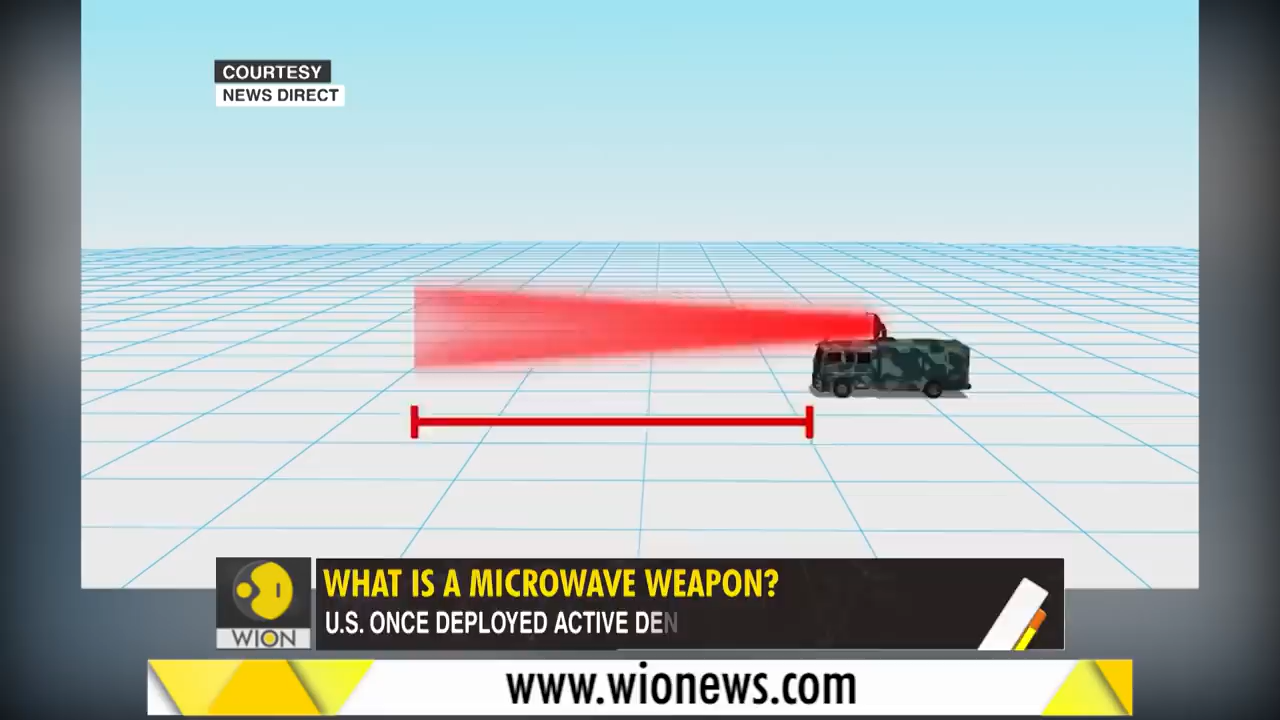 COURTESY
NEWS DIRECT
WHAT IS A MICROWAVE WEAPON?
U.S. ONCE DEPLOYED ACTIVE DEN
WION
www.wionews.com